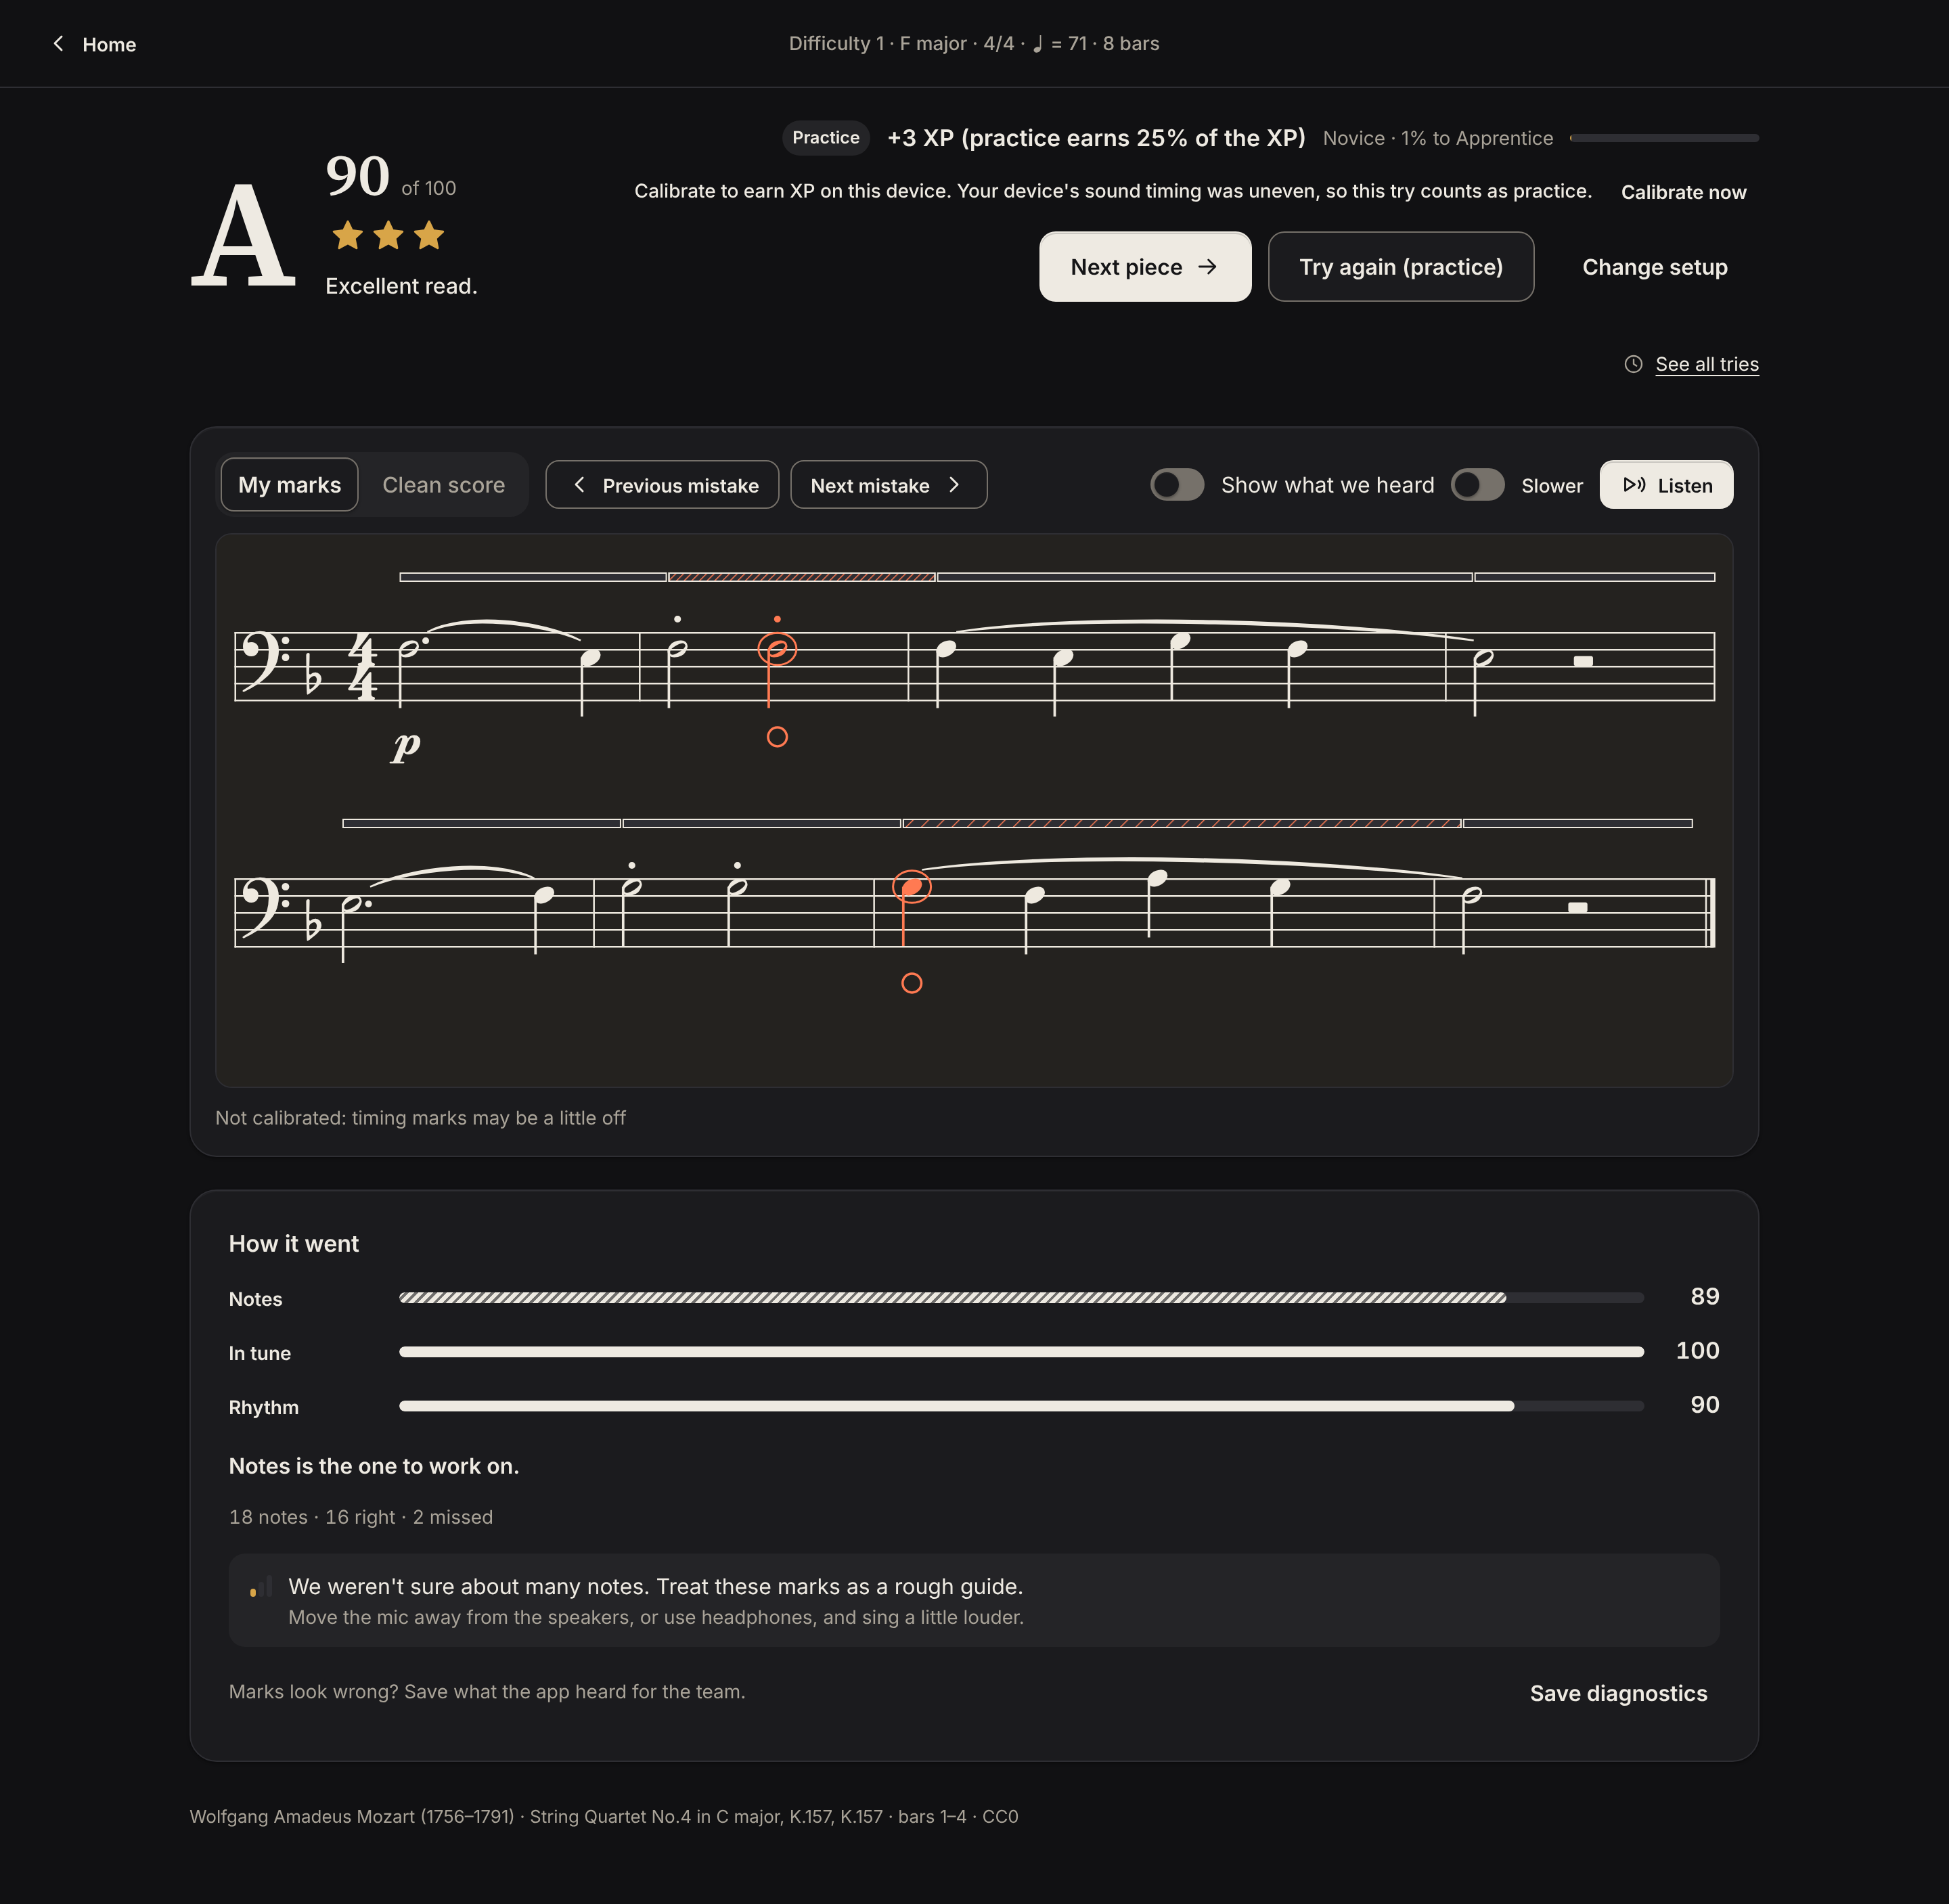 Home
Difficulty 1 · F major · 4/4 · ♩ = 71 · 8 bars
Practice +3 XP (practice earns 25% of the XP) Novice · 1% to Apprentice
A
90 of 100
Excellent read.
Calibrate to earn XP on this device. Your device's sound timing was uneven, so this try counts as practice. Calibrate now
Next piece Try again (practice) Change setup
See all tries
My marks Clean score Previous mistake Next mistake Show what we heard Slower Listen
4
4
p
Not calibrated: timing marks may be a little off
How it went
Notes 89
In tune 100
Rhythm 90
Notes is the one to work on.
18 notes · 16 right · 2 missed
We weren't sure about many notes. Treat these marks as a rough guide.
Move the mic away from the speakers, or use headphones, and sing a little louder.
Marks look wrong? Save what the app heard for the team. Save diagnostics
Wolfgang Amadeus Mozart (1756–1791) · String Quartet No.4 in C major, K.157, K.157 · bars 1–4 · CC0